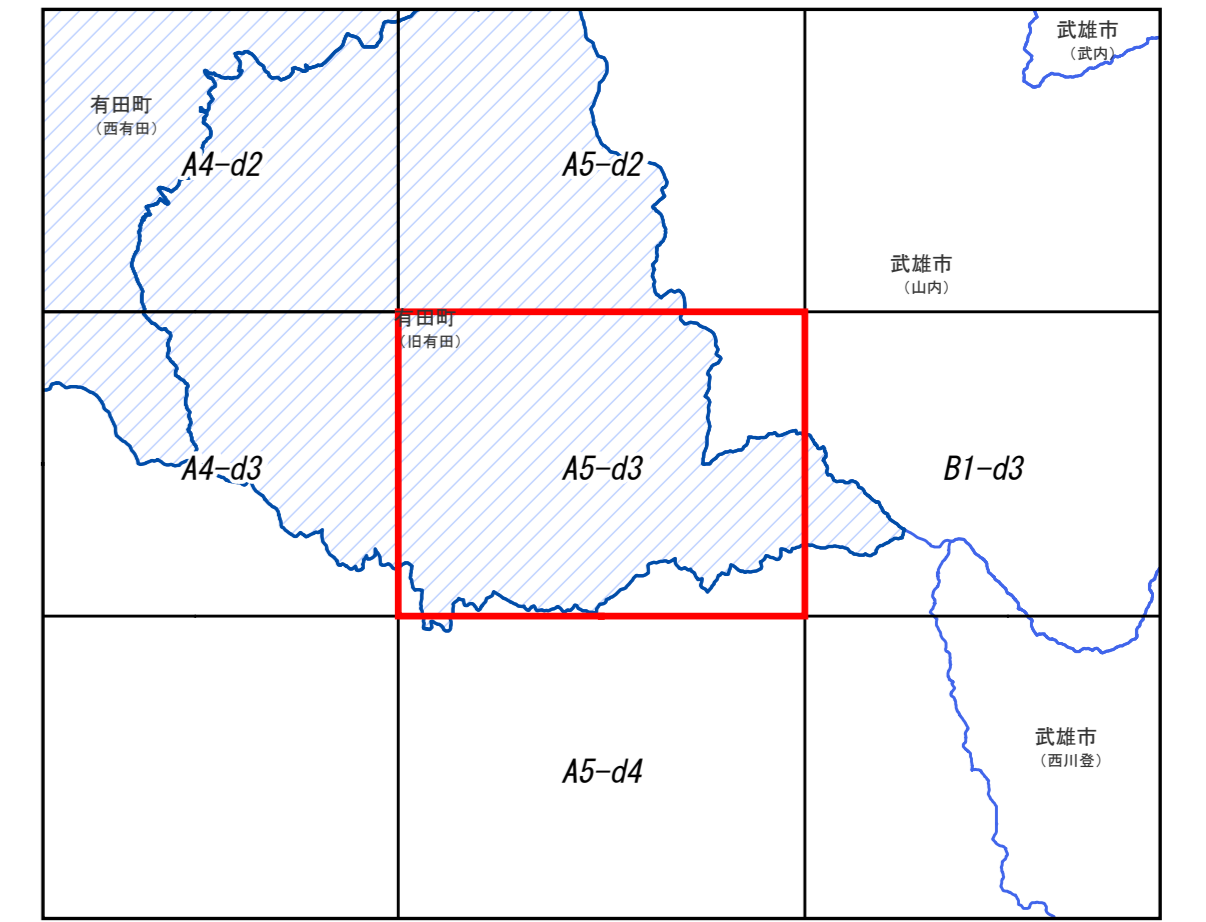 武雄市
（武内）
有田町
（西有田）
A4-d2
A5-d2
武雄市
（山内）
有田町
（旧有田）
A4-d3
A5-d3
B1-d3
武雄市
（西川登）
A5-d4